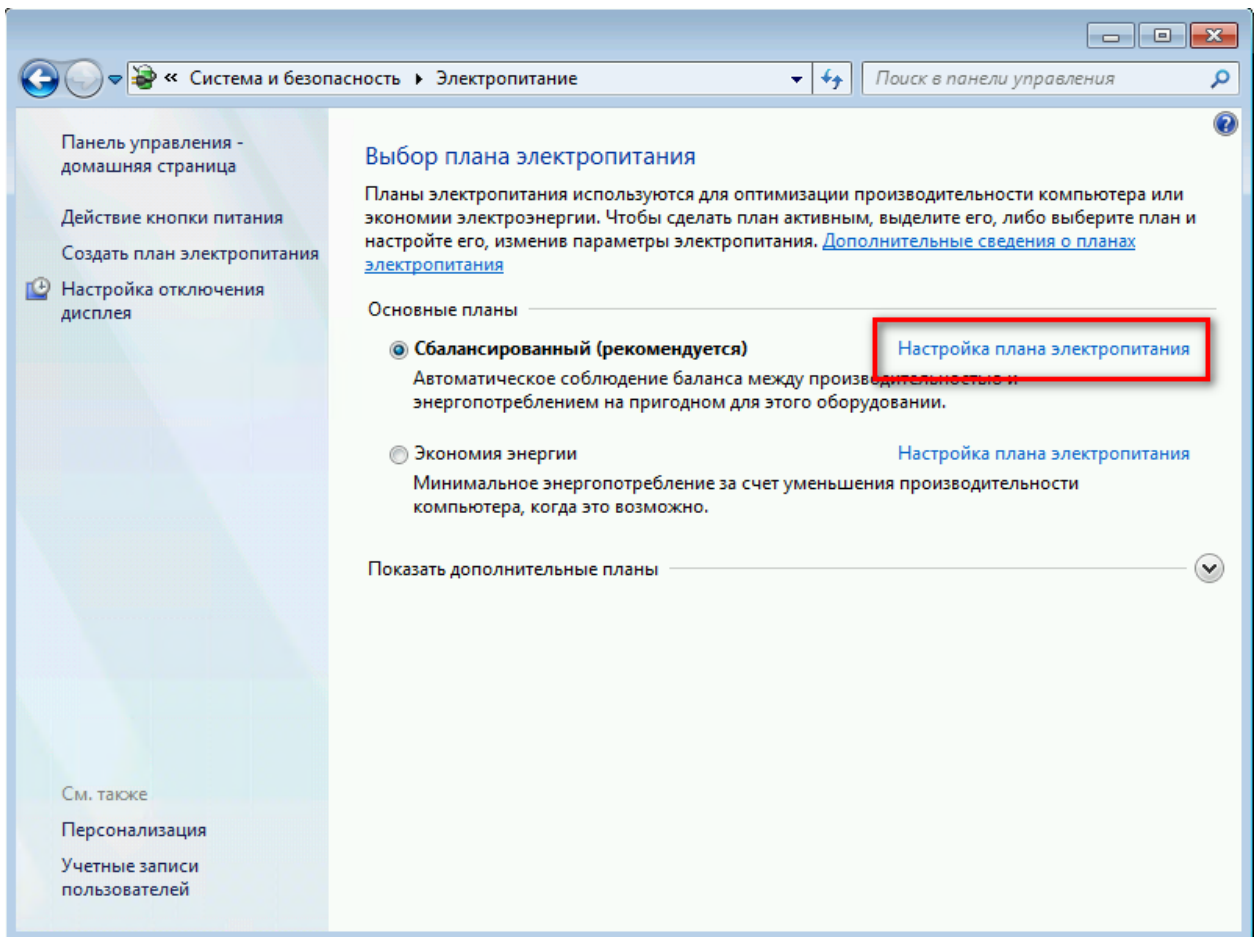 « Система и безопасность ▸ Электропитание
Поиск в панели управления
Панель управления -
домашняя страница
Действие кнопки питания
Создать план электропитания
Настройка отключения
дисплея
Выбор плана электропитания
Планы электропитания используются для оптимизации производительности компьютера или
экономии электроэнергии. Чтобы сделать план активным, выделите его, либо выберите план и
настройте его, изменив параметры электропитания. Дополнительные сведения о планах
электропитания
Основные планы
Сбалансированный (рекомендуется)
Настройка плана электропитания
Автоматическое соблюдение баланса между производительностью и
энергопотреблением на пригодном для этого оборудовании.
Экономия энергии
Настройка плана электропитания
Минимальное энергопотребление за счет уменьшения производительности
компьютера, когда это возможно.
Показать дополнительные планы
См. также
Персонализация
Учетные записи
пользователей